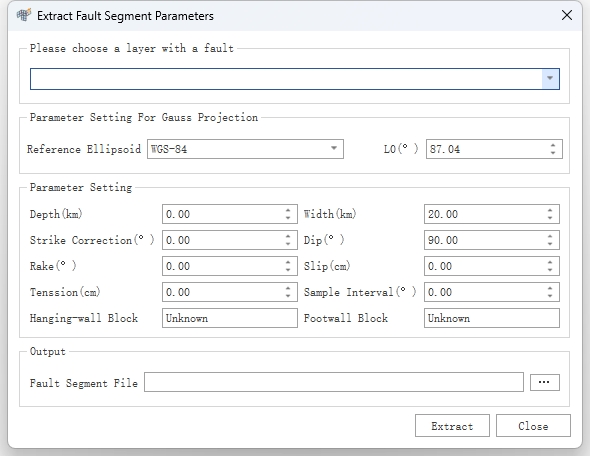 Extract Fault Segment Parameters
Please choose a layer with a fault
Parameter Setting For Gauss Projection
Reference Ellipsoid WGS-84 L0(° ) 87.04
Parameter Setting
Depth(km) 0.00 Width(km) 20.00
Strike Correction(° ) 0.00 Dip(° ) 90.00
Rake(° ) 0.00 Slip(cm) 0.00
Tenssion(cm) 0.00 Sample Interval(° ) 0.00
Hanging-wall Block Unknown Footwall Block Unknown
Output
Fault Segment File ...
Extract Close